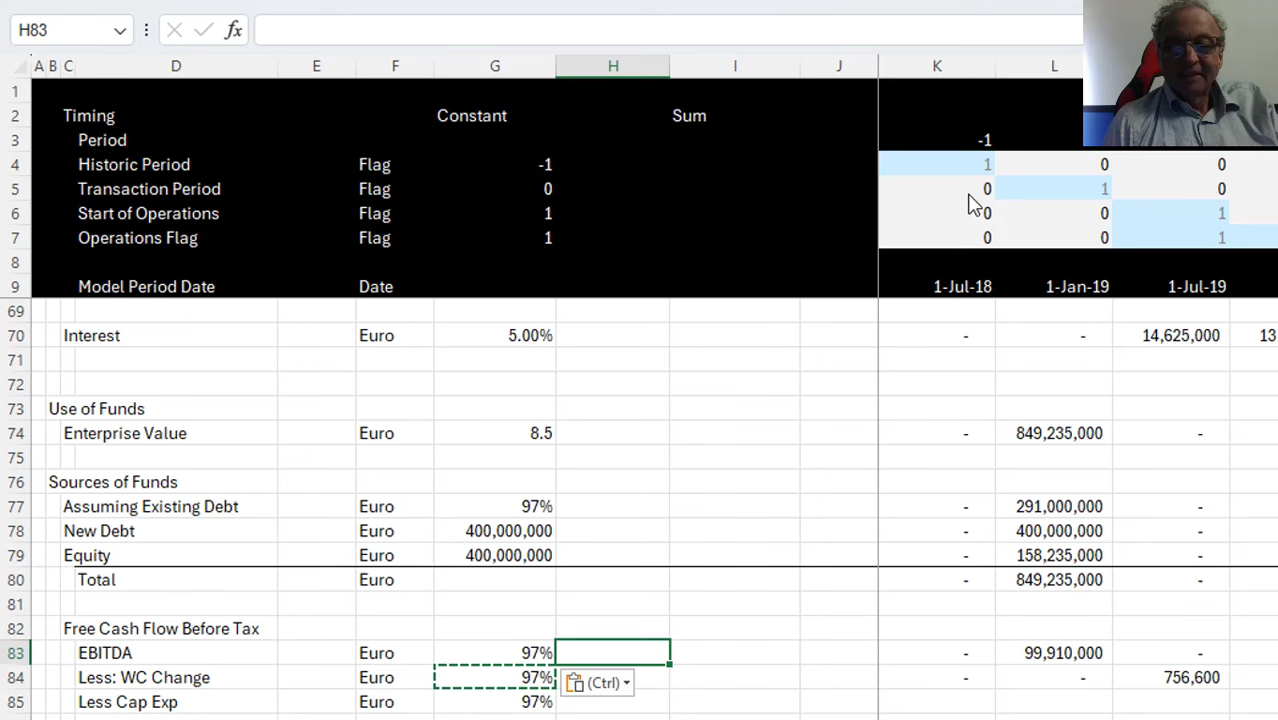 H83 fx
A B C D E F G H I J K L
1
2 Timing Constant Sum
3 Period -1
4 Historic Period Flag -1 1 0 0
5 Transaction Period Flag 0 0 1 0
6 Start of Operations Flag 1 0 0 1
7 Operations Flag Flag 1 0 0 1
8
9 Model Period Date Date 1-Jul-18 1-Jan-19 1-Jul-19
69
70 Interest Euro 5.00% - - 14,625,000 13
71
72
73 Use of Funds
74 Enterprise Value Euro 8.5 - 849,235,000 -
75
76 Sources of Funds
77 Assuming Existing Debt Euro 97% - 291,000,000 -
78 New Debt Euro 400,000,000 - 400,000,000 -
79 Equity Euro 400,000,000 - 158,235,000 -
80 Total Euro - 849,235,000 -
81
82 Free Cash Flow Before Tax
83 EBITDA Euro 97% - 99,910,000 -
84 Less: WC Change Euro 97% (Ctrl) - - 756,600
85 Less Cap Exp Euro 97%